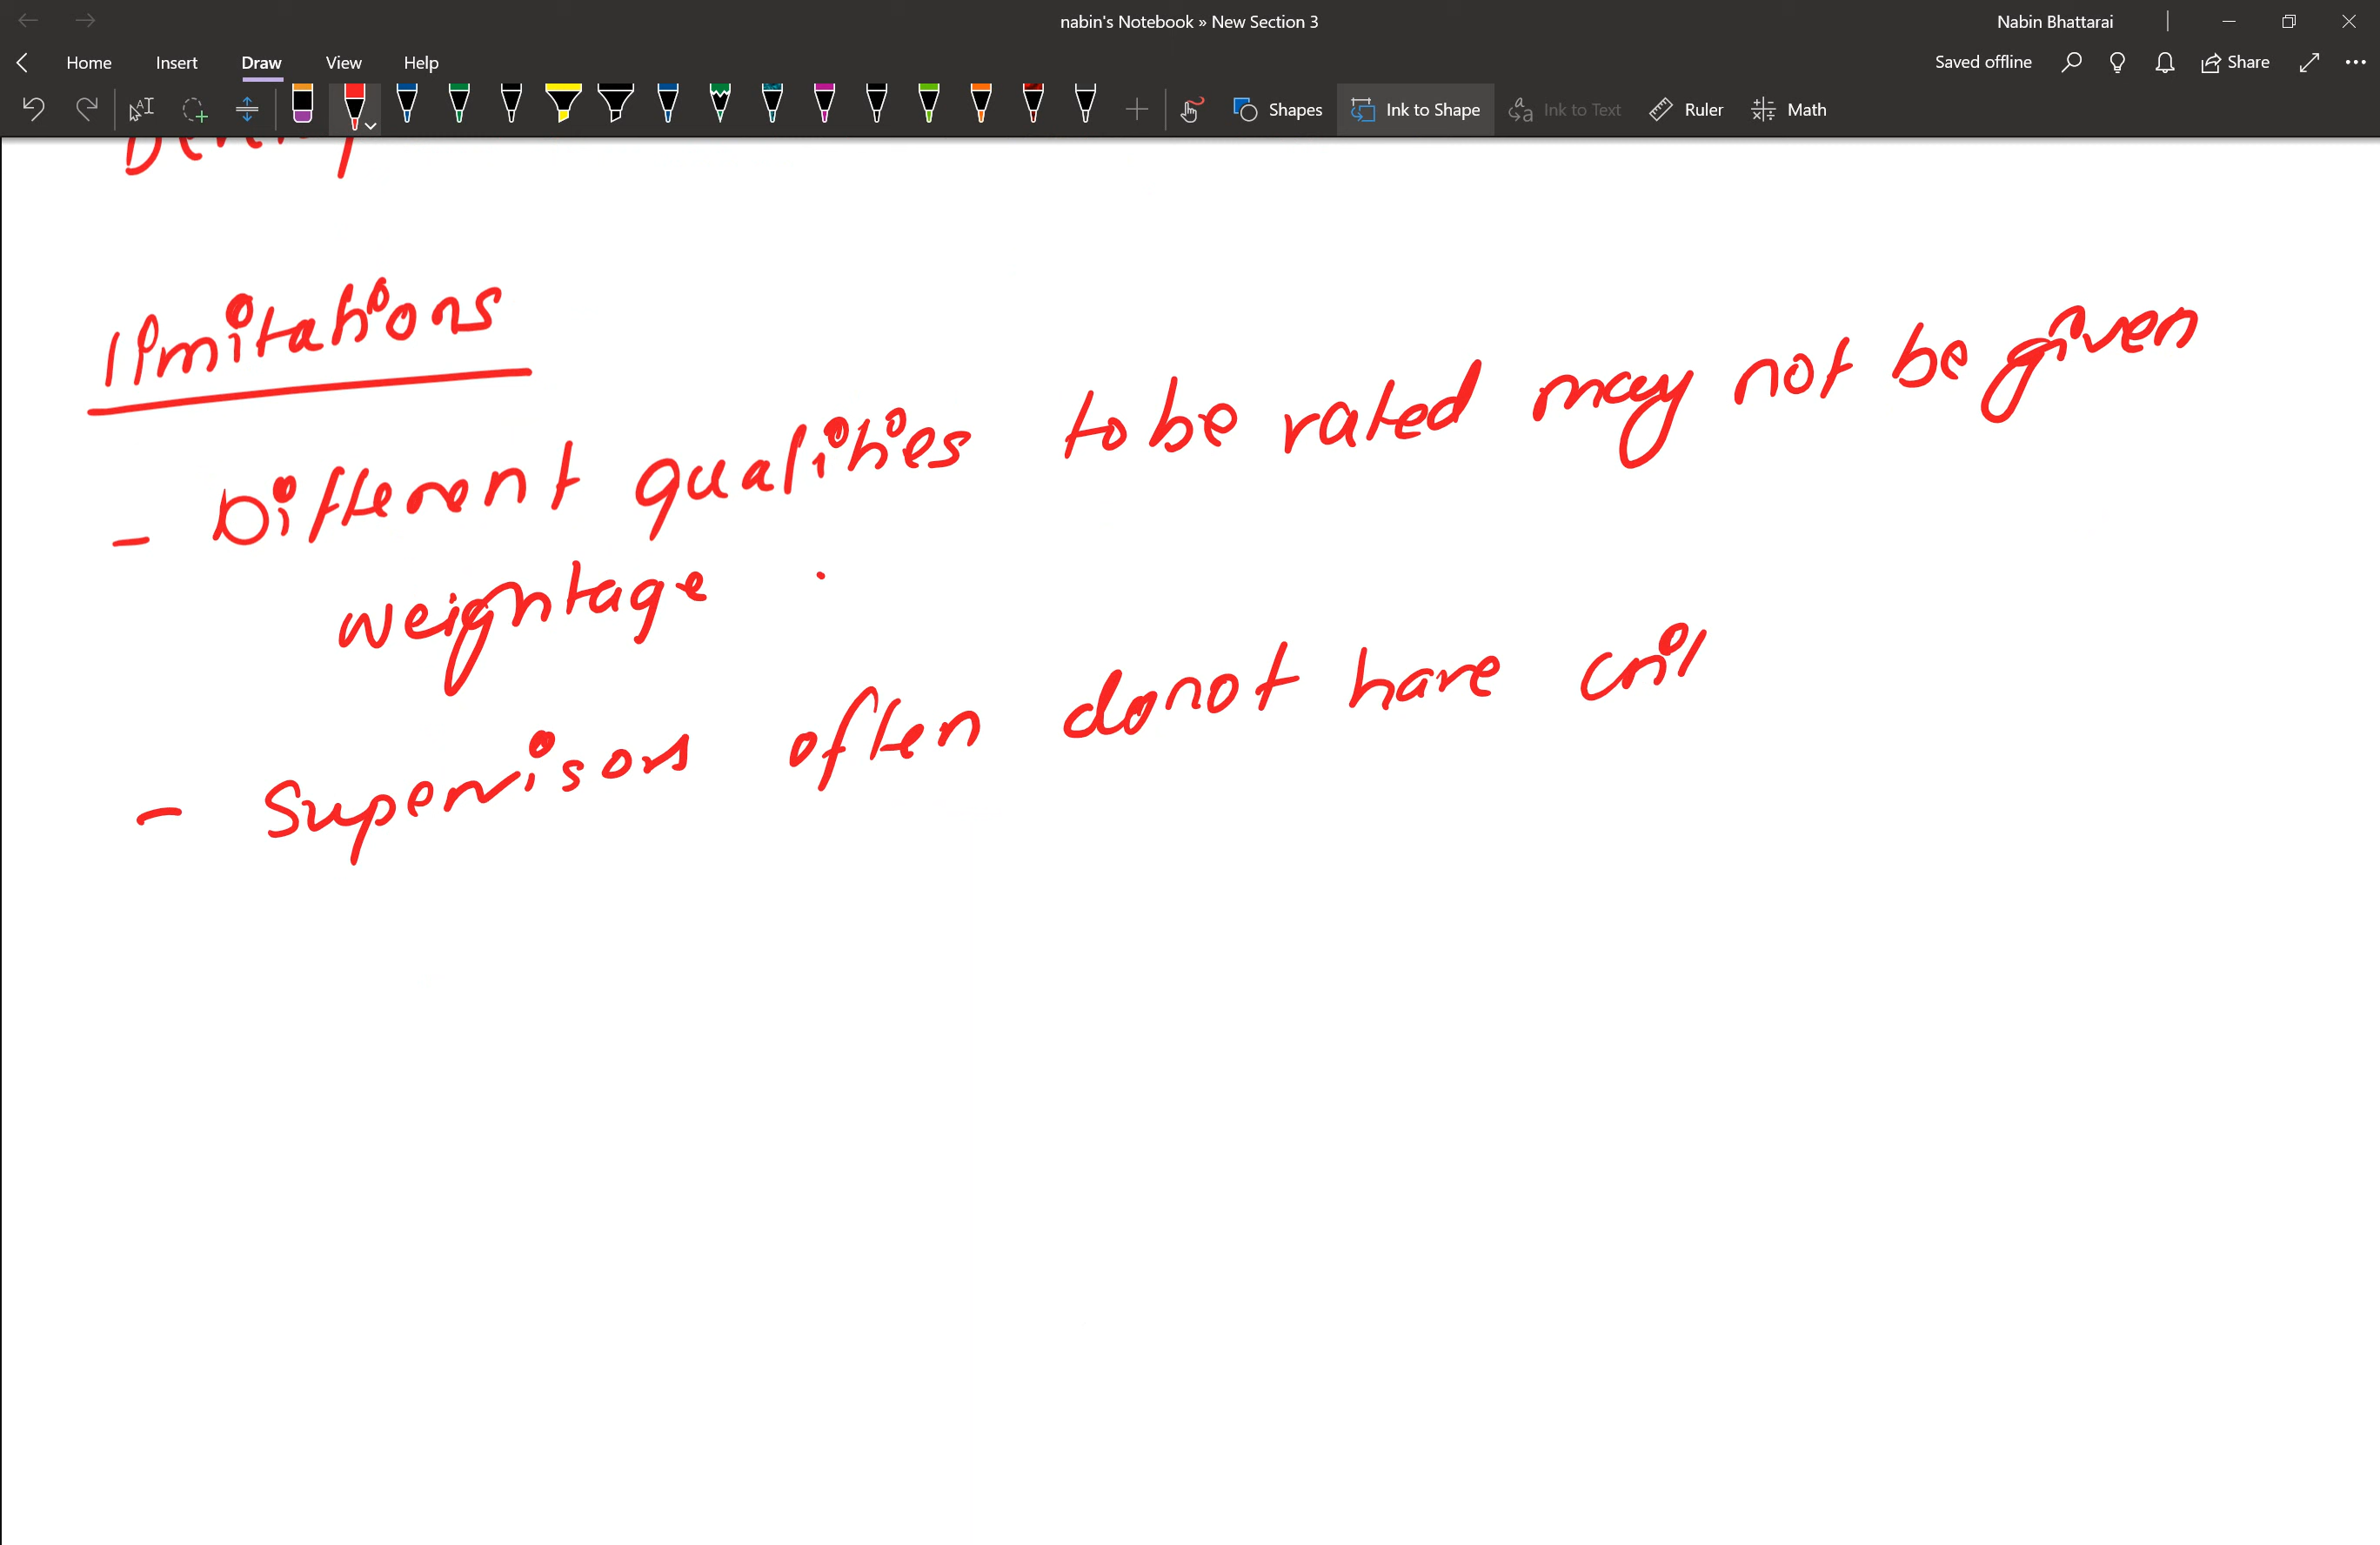 nabin's Notebook » New Section 3
Nabin Bhattarai
Home Insert Draw View Help
Saved offline
Share
Shapes
Ink to Shape
Ink to Text
Ruler
Math
limitations
- Different qualities to be rated may not be given
weightage .
- Supervisors often donot have